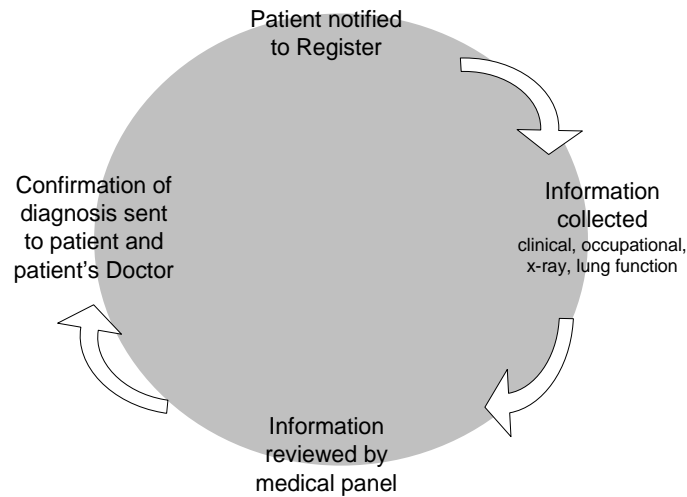 Patient notified
to Register
Information
collected
clinical, occupational,
x-ray, lung function
Information
reviewed by
medical panel
Confirmation of
diagnosis sent
to patient and
patient’s Doctor